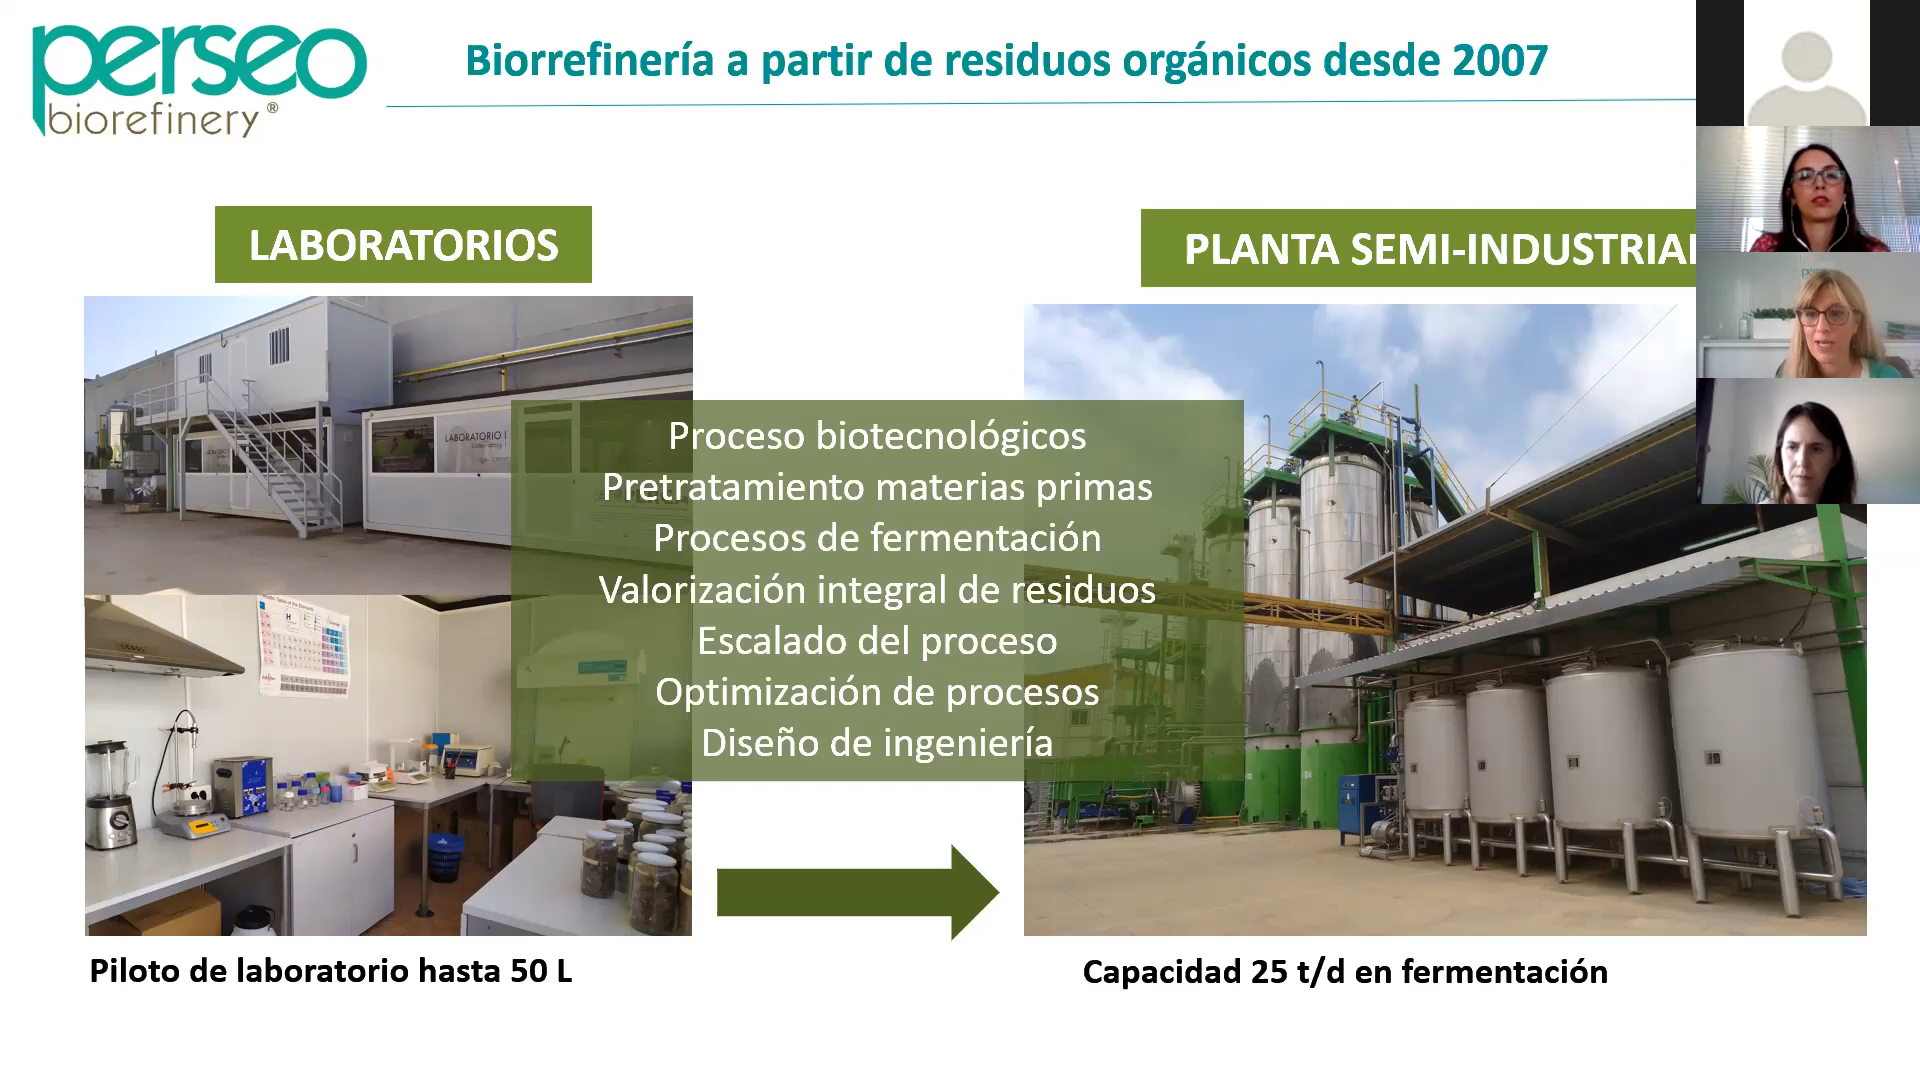 perseo
biorefinery®
Biorrefinería a partir de residuos orgánicos desde 2007
LABORATORIOS
PLANTA SEMI-INDUSTRIAL
LABORATORIO I
Proceso biotecnológicos
Pretratamiento materias primas
Procesos de fermentación
Valorización integral de residuos
Escalado del proceso
Optimización de procesos
Diseño de ingeniería
Piloto de laboratorio hasta 50 L
Capacidad 25 t/d en fermentación